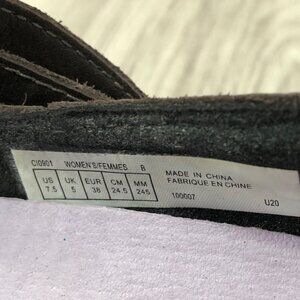 CI0901 WOMEN'S/FEMMES B
US UK EUR CM MM
7.5 5 38 24.5 245
MADE IN CHINA
FABRIQUE EN CHINE
100007 U20